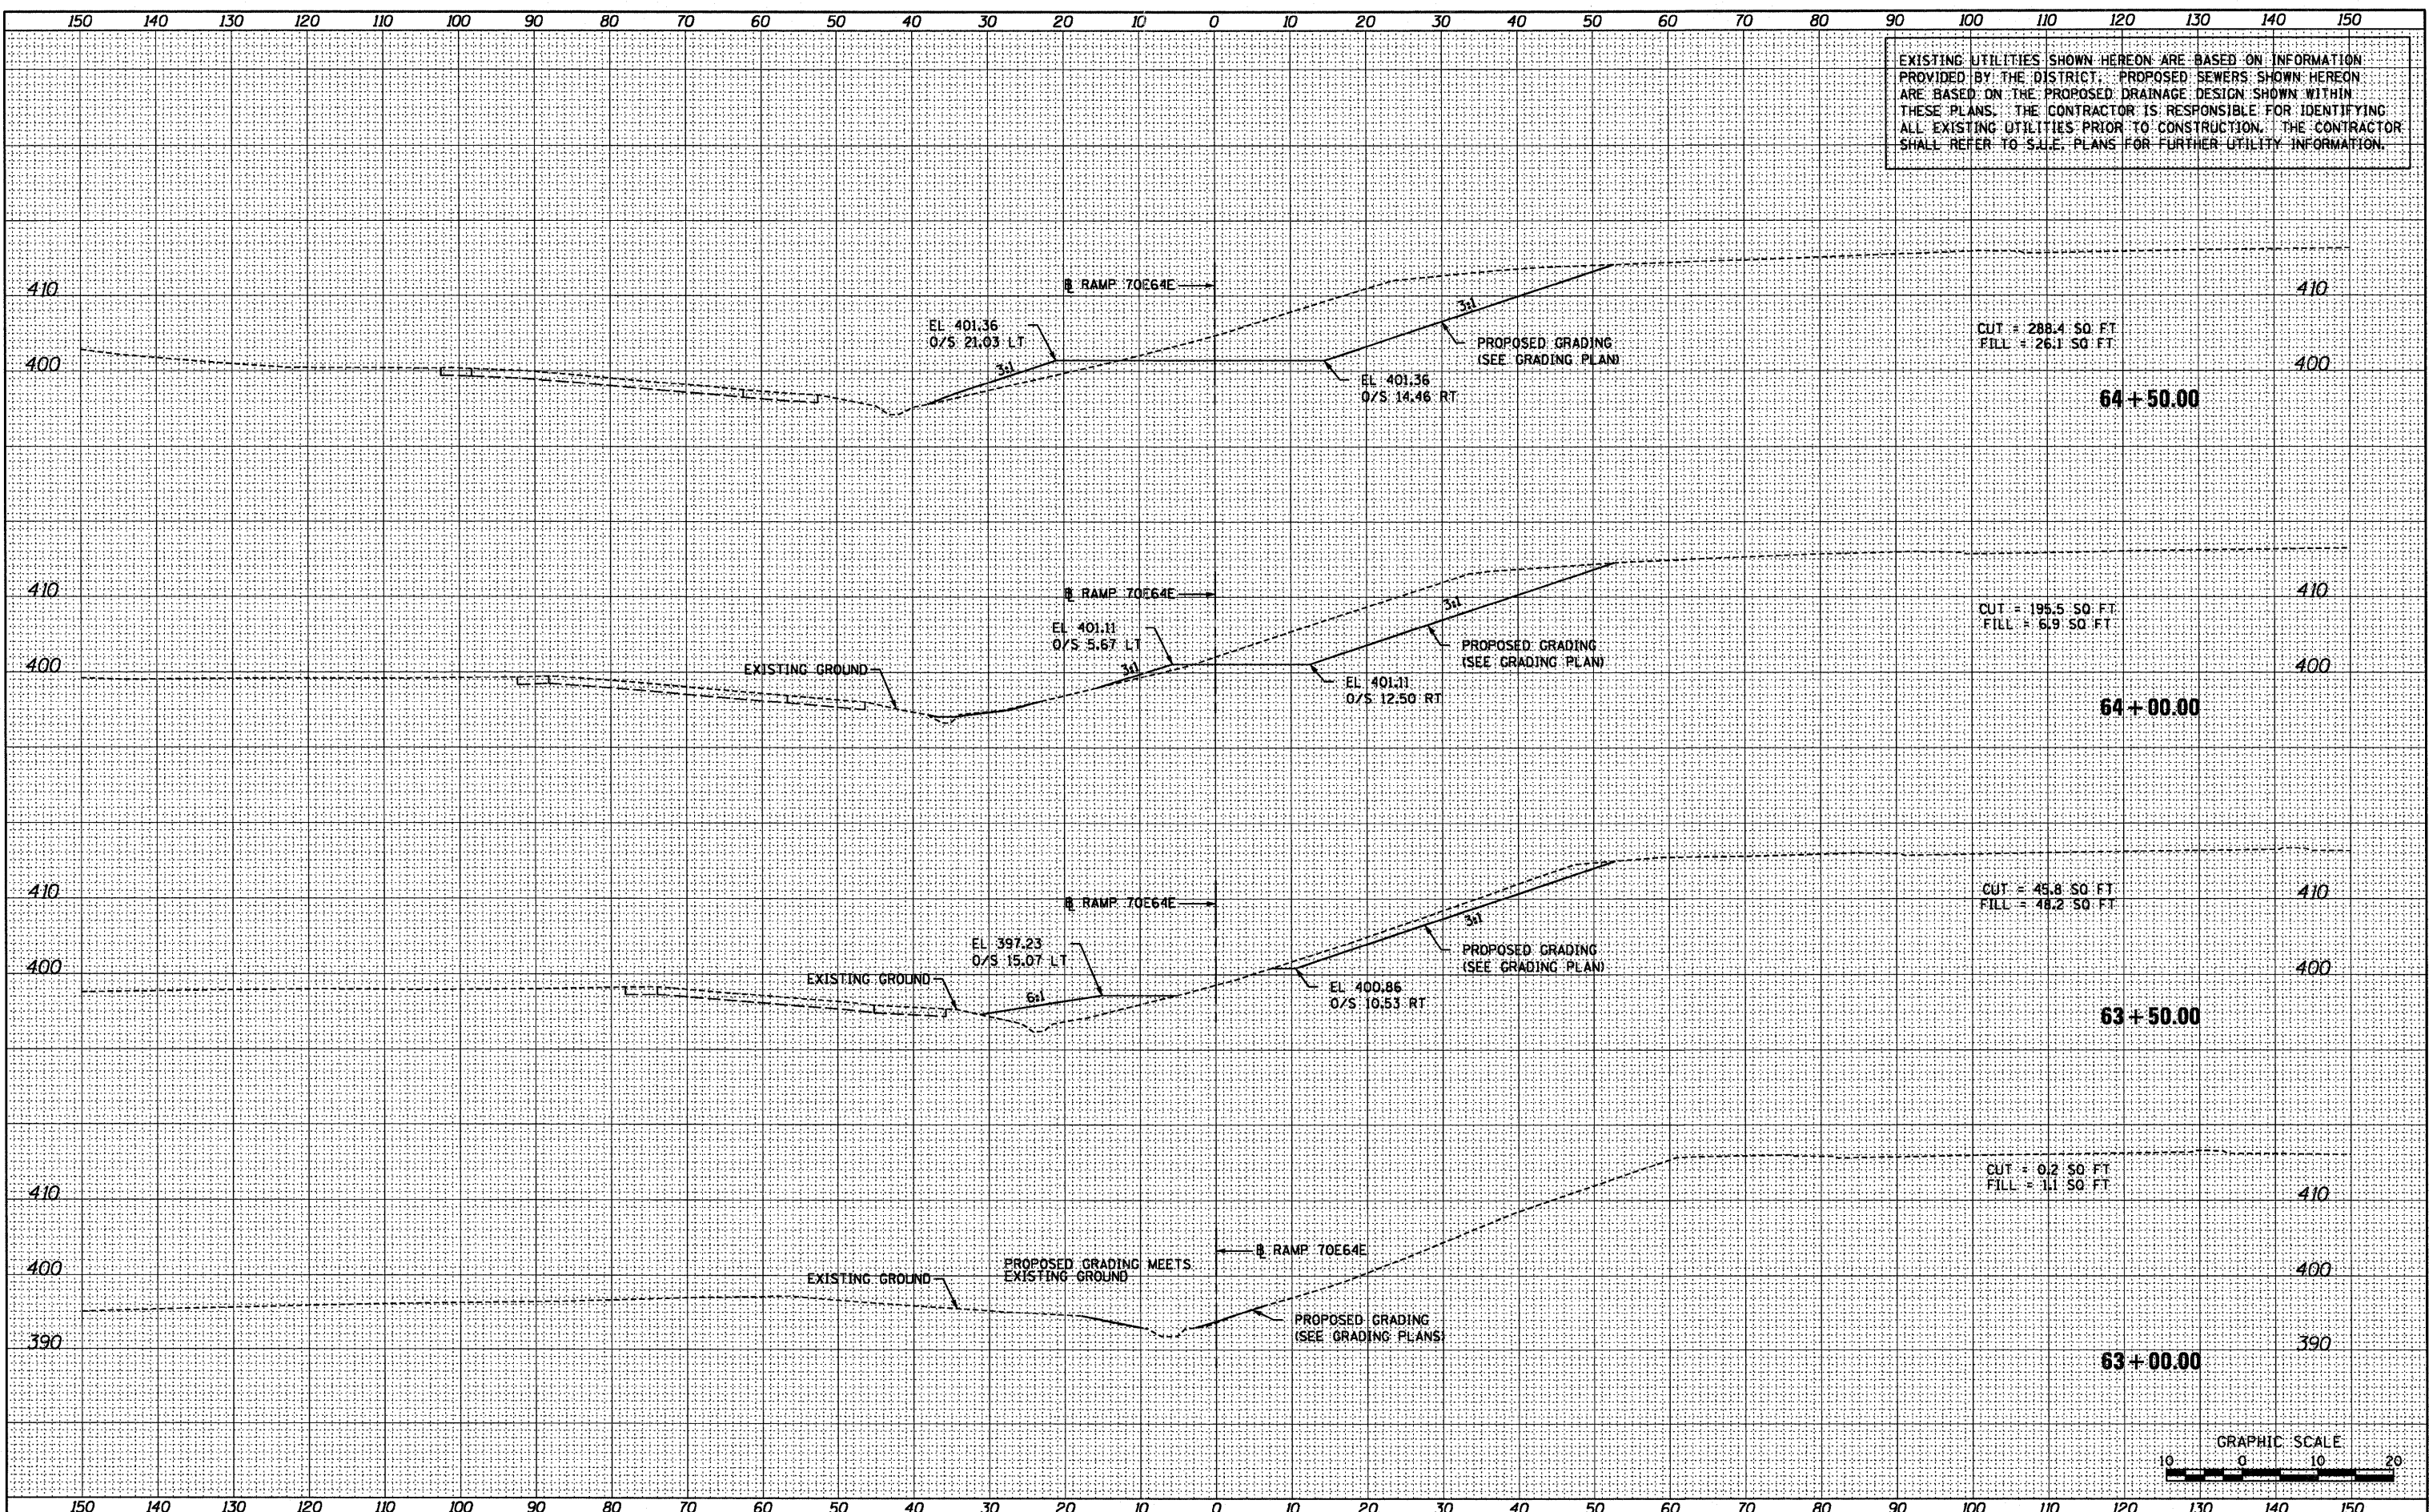 150 140 130 120 110 100 90 80 70 60 50 40 30 20 10 0 10 20 30 40 50 60 70 80 90 100 110 120 130 140 150
EXISTING UTILITIES SHOWN HEREON ARE BASED ON INFORMATION
PROVIDED BY THE DISTRICT. PROPOSED SEWERS SHOWN HEREON
ARE BASED ON THE PROPOSED DRAINAGE DESIGN SHOWN WITHIN
THESE PLANS. THE CONTRACTOR IS RESPONSIBLE FOR IDENTIFYING
ALL EXISTING UTILITIES PRIOR TO CONSTRUCTION. THE CONTRACTOR
SHALL REFER TO S.U.E. PLANS FOR FURTHER UTILITY INFORMATION.
410
℄ RAMP 70E64E
410
EL 401.36
O/S 21.03 LT
3:1
3:1
PROPOSED GRADING
(SEE GRADING PLAN)
CUT = 288.4 SQ FT
FILL = 26.1 SQ FT
400
400
EL 401.36
O/S 14.46 RT
64+50.00
410
℄ RAMP 70E64E
410
EL 401.11
O/S 5.67 LT
3:1
3:1
CUT = 195.5 SQ FT
FILL = 6.9 SQ FT
400
EXISTING GROUND
PROPOSED GRADING
(SEE GRADING PLAN)
400
EL 401.11
O/S 12.50 RT
64+00.00
410
℄ RAMP 70E64E
410
CUT = 45.8 SQ FT
FILL = 48.2 SQ FT
EL 397.23
O/S 15.07 LT
3:1
PROPOSED GRADING
(SEE GRADING PLAN)
400
EXISTING GROUND
6:1
400
EL 400.86
O/S 10.53 RT
63+50.00
410
410
CUT = 0.2 SQ FT
FILL = 1.1 SQ FT
400
℄ RAMP 70E64E
400
EXISTING GROUND
PROPOSED GRADING MEETS
EXISTING GROUND
390
PROPOSED GRADING
(SEE GRADING PLANS)
390
63+00.00
GRAPHIC SCALE
10 0 10 20
150 140 130 120 110 100 90 80 70 60 50 40 30 20 10 0 10 20 30 40 50 60 70 80 90 100 110 120 130 140 150